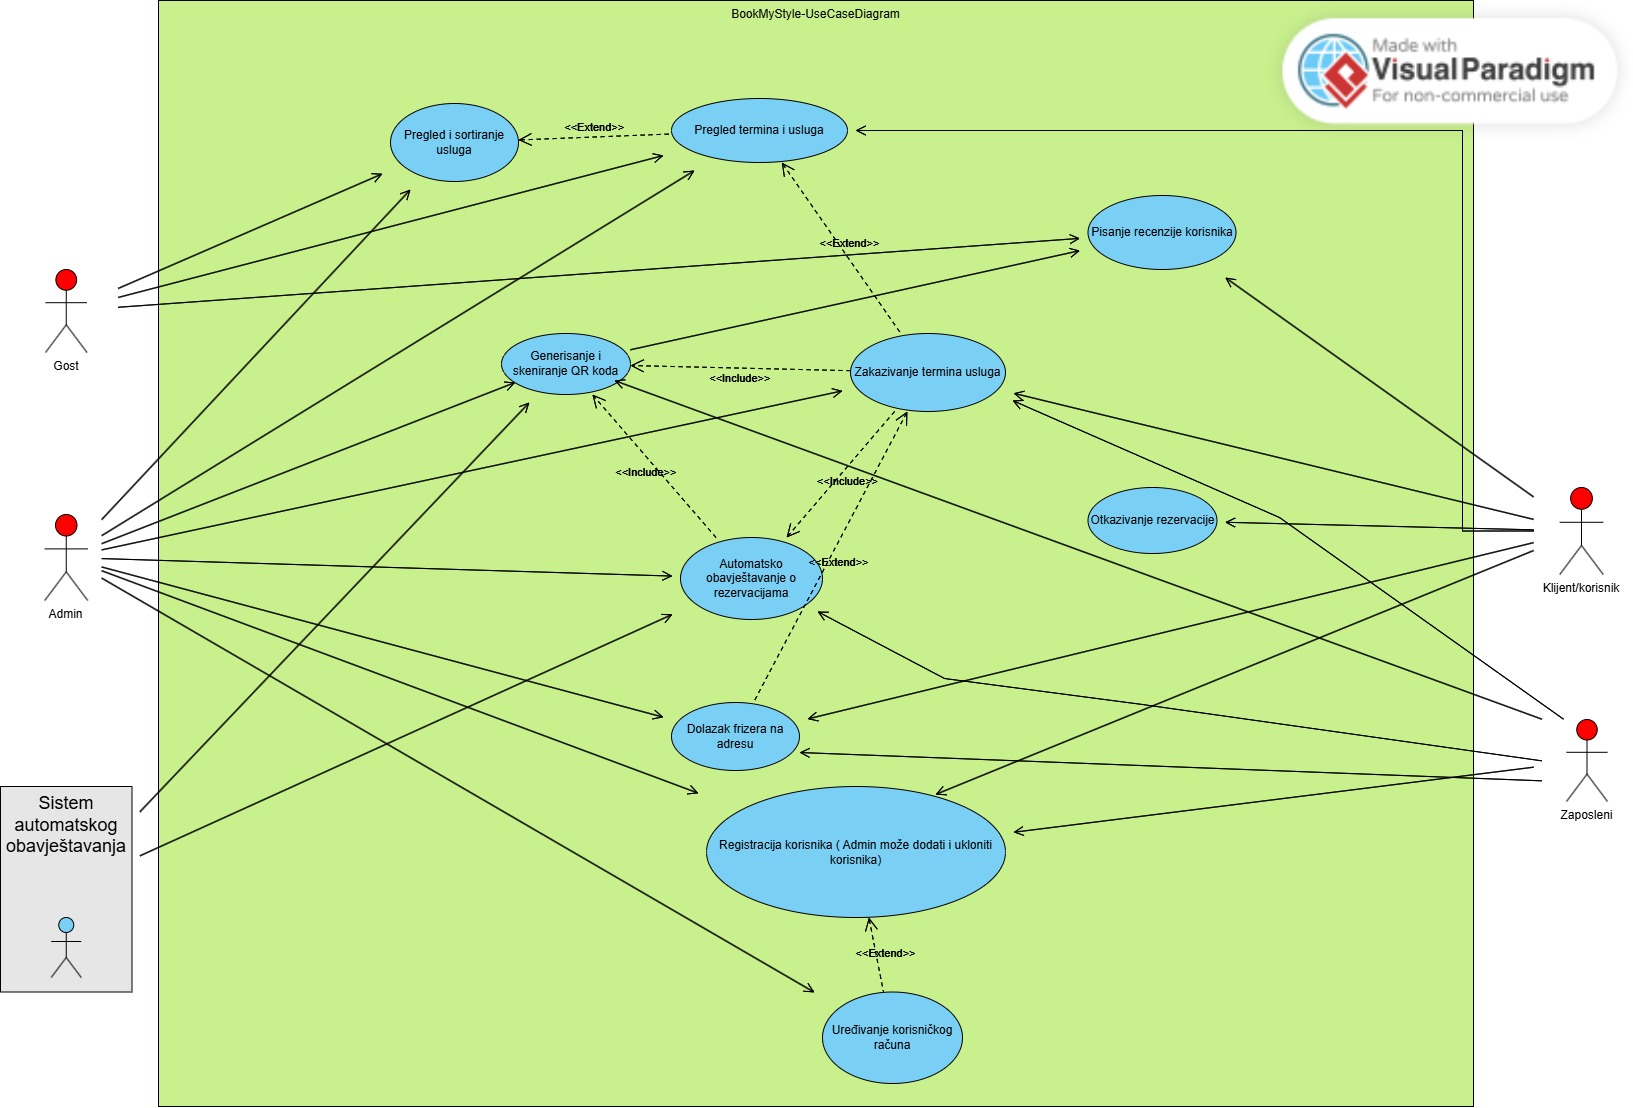 BookMyStyle-UseCaseDiagram
Made with
Visual Paradigm
For non-commercial use
Pregled i sortiranje
usluga
<<Extend>>
Pregled termina i usluga
Pisanje recenzije korisnika
<<Extend>>
Gost
Generisanje i
skeniranje QR koda
<<Include>>
Zakazivanje termina usluga
<<Include>>
<<Include>>
Otkazivanje rezervacije
Admin
Automatsko
obavještavanje o
rezervacijama
<<Extend>>
Klijent/korisnik
Dolazak frizera na
adresu
Sistem
automatskog
obavještavanja
Zaposleni
Registracija korisnika ( Admin može dodati i ukloniti
korisnika)
<<Extend>>
Uređivanje korisničkog
računa